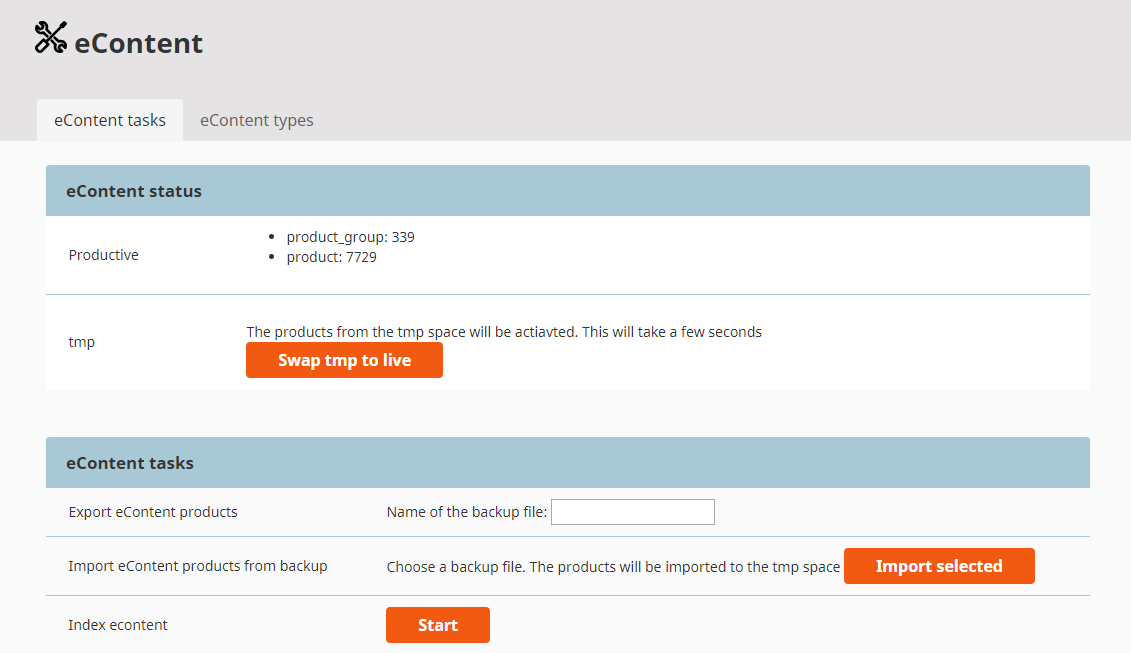 eContent
eContent tasks eContent types
eContent status
Productive
product_group: 339
product: 7729
tmp
The products from the tmp space will be actiavted. This will take a few seconds
Swap tmp to live
eContent tasks
Export eContent products Name of the backup file:
Import eContent products from backup Choose a backup file. The products will be imported to the tmp space Import selected
Index econtent Start